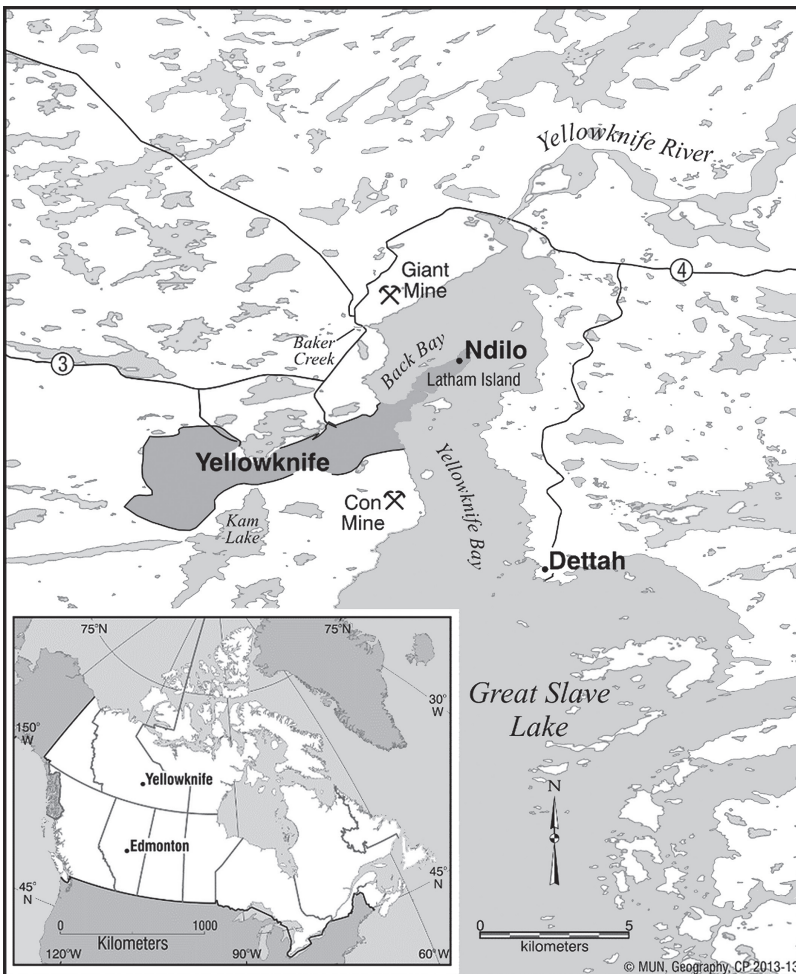 Yellowknife River
4
Giant
Mine
Baker
Creek
3
Back Bay
Ndilo
Latham Island
Yellowknife
Yellowknife Bay
Con
Mine
Kam
Lake
Dettah
Great Slave
Lake
N
0 5
kilometers
© MUN, Geography, CP 2013-13
75°N
75°N
30°
W
150°
W
Yellowknife
Edmonton
45°
N
45°
N
0 1000
Kilometers
120°W
90°W
60°W